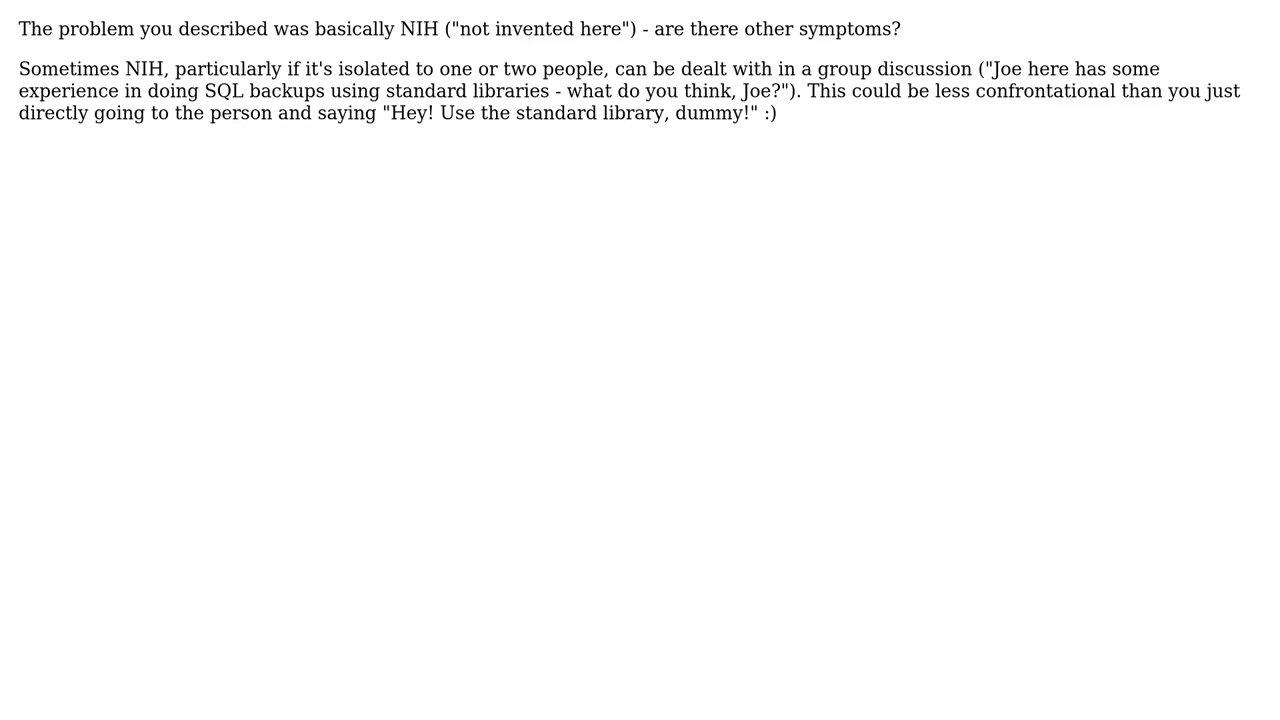 The problem you described was basically NIH ("not invented here") - are there other symptoms?
Sometimes NIH, particularly if it's isolated to one or two people, can be dealt with in a group discussion ("Joe here has some
experience in doing SQL backups using standard libraries - what do you think, Joe?"). This could be less confrontational than you just
directly going to the person and saying "Hey! Use the standard library, dummy!" :)